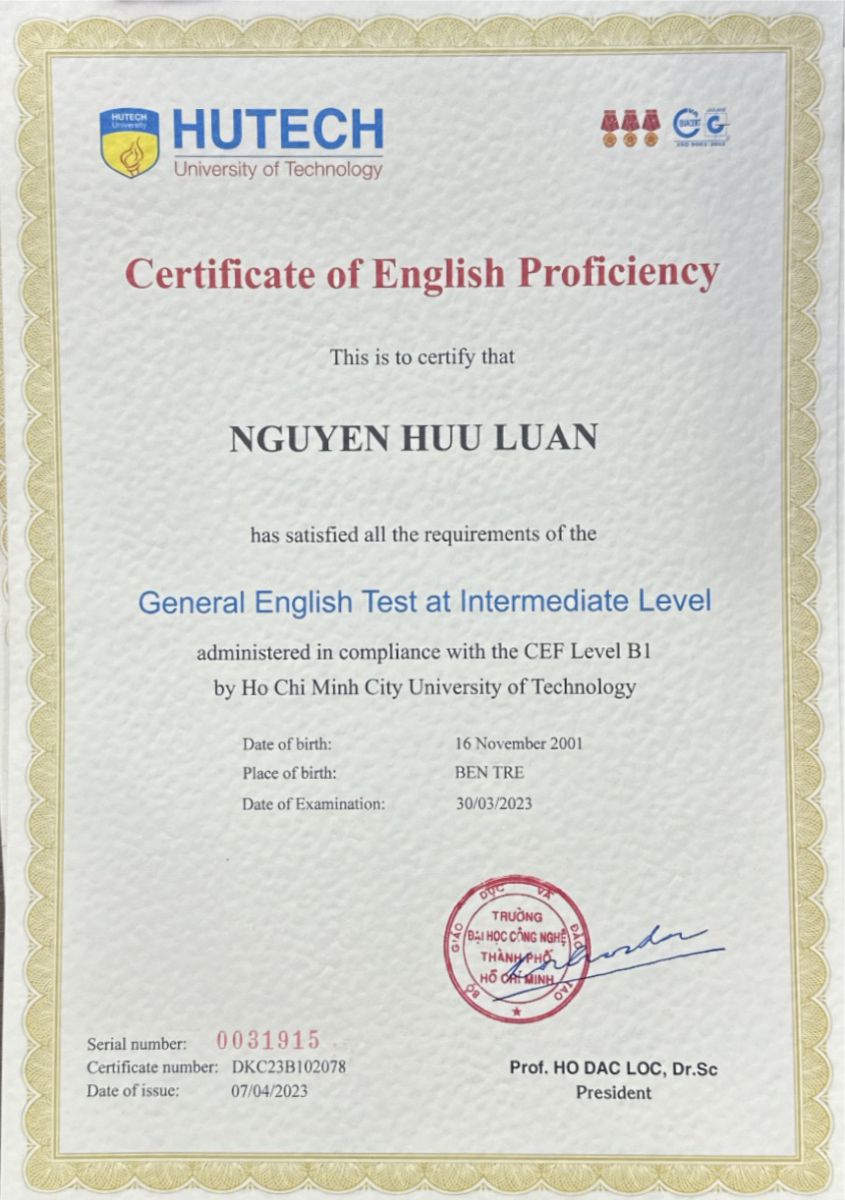 HUTECH
University
HUTECH
University of Technology
Certificate of English Proficiency
This is to certify that
NGUYEN HUU LUAN
has satisfied all the requirements of the
General English Test at Intermediate Level
administered in compliance with the CEF Level B1
by Ho Chi Minh City University of Technology
Date of birth: 16 November 2001
Place of birth: BEN TRE
Date of Examination: 30/03/2023
BỘ GIÁO DỤC VÀ ĐÀO TẠO
TRƯỜNG
ĐẠI HỌC CÔNG NGHỆ
THÀNH PHỐ
HỒ CHÍ MINH
Serial number: 0031915
Certificate number: DKC23B102078
Date of issue: 07/04/2023
Prof. HO DAC LOC, Dr.Sc
President